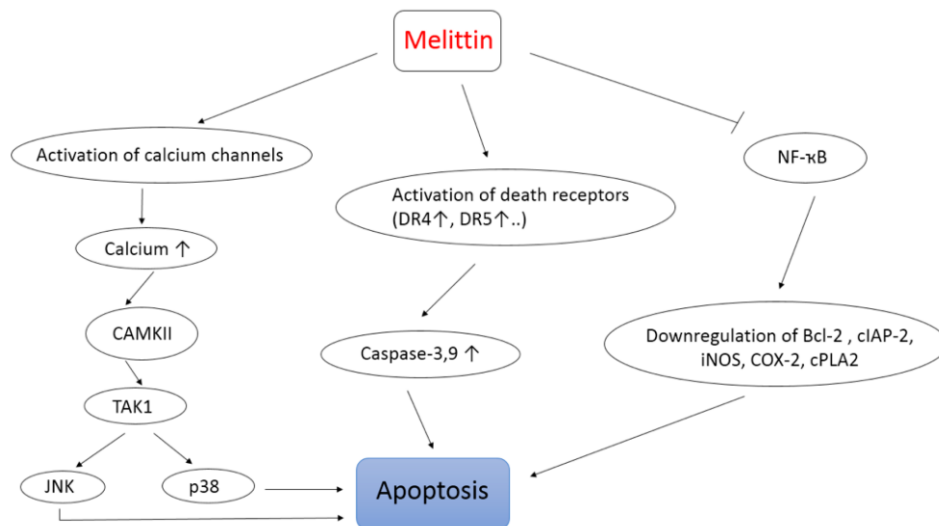 Melittin
Activation of calcium channels
NF-κB
Activation of death receptors
(DR4↑, DR5↑..)
Calcium ↑
CAMKII
Caspase-3,9 ↑
Downregulation of Bcl-2 , cIAP-2,
iNOS, COX-2, cPLA2
TAK1
JNK
p38
Apoptosis